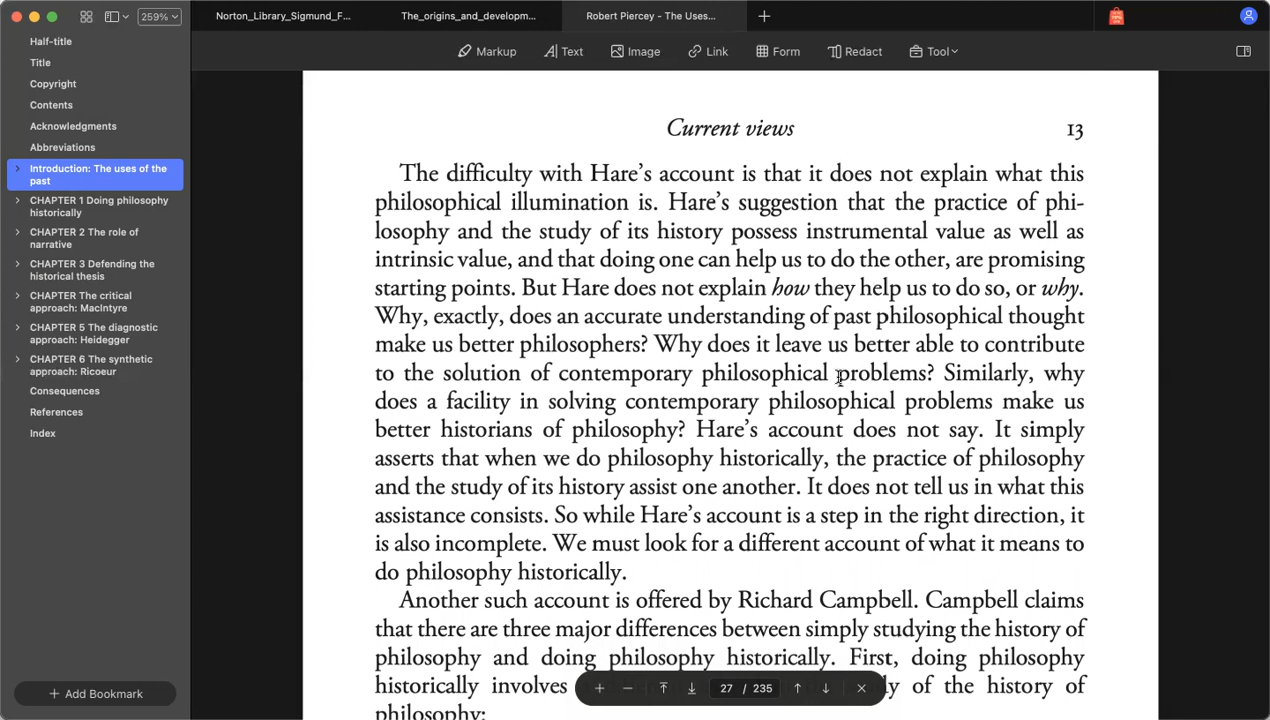 259%
Norton_Library_Sigmund_F...
The_origins_and_developm...
Robert Piercey - The Uses...
Markup
Text
Image
Link
Form
Redact
Tool
Half-title
Title
Copyright
Contents
Acknowledgments
Abbreviations
Introduction: The uses of the
past
CHAPTER 1 Doing philosophy
historically
CHAPTER 2 The role of
narrative
CHAPTER 3 Defending the
historical thesis
CHAPTER The critical
approach: MacIntyre
CHAPTER 5 The diagnostic
approach: Heidegger
CHAPTER 6 The synthetic
approach: Ricoeur
Consequences
References
Index
Add Bookmark
Current views 13
The difficulty with Hare's account is that it does not explain what this
philosophical illumination is. Hare's suggestion that the practice of phi-
losophy and the study of its history possess instrumental value as well as
intrinsic value, and that doing one can help us to do the other, are promising
starting points. But Hare does not explain how they help us to do so, or why.
Why, exactly, does an accurate understanding of past philosophical thought
make us better philosophers? Why does it leave us better able to contribute
to the solution of contemporary philosophical problems? Similarly, why
does a facility in solving contemporary philosophical problems make us
better historians of philosophy? Hare's account does not say. It simply
asserts that when we do philosophy historically, the practice of philosophy
and the study of its history assist one another. It does not tell us in what this
assistance consists. So while Hare's account is a step in the right direction, it
is also incomplete. We must look for a different account of what it means to
do philosophy historically.
Another such account is offered by Richard Campbell. Campbell claims
that there are three major differences between simply studying the history of
philosophy and doing philosophy historically. First, doing philosophy
historically involves of the history of
philosophy:
27 / 235